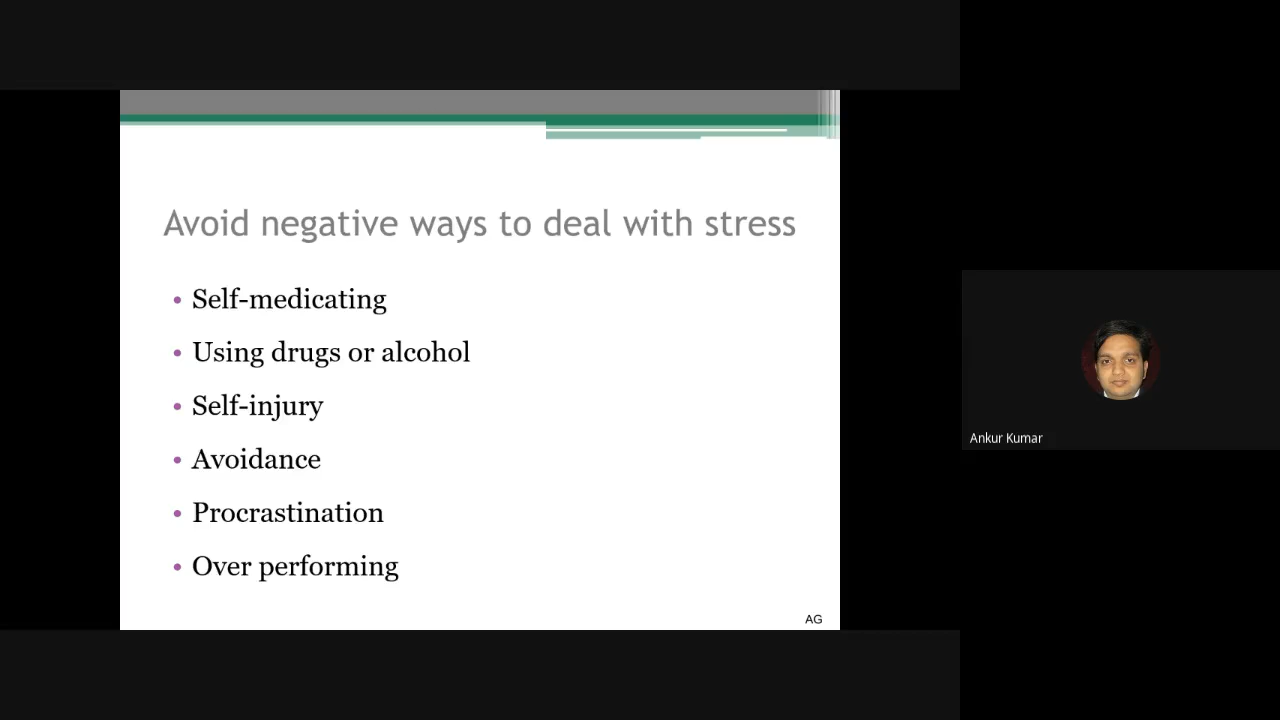 Avoid negative ways to deal with stress
• Self-medicating
• Using drugs or alcohol
• Self-injury
• Avoidance
• Procrastination
• Over performing
AG
Ankur Kumar